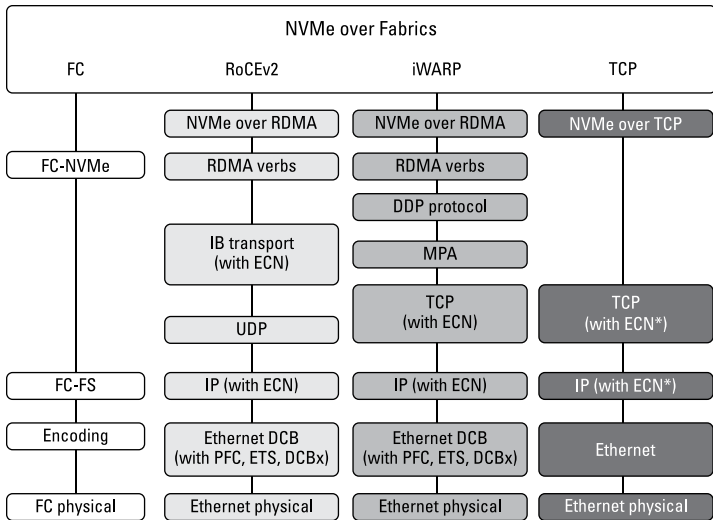 NVMe over Fabrics
FC RoCEv2 iWARP TCP
NVMe over RDMA NVMe over RDMA NVMe over TCP
FC-NVMe RDMA verbs RDMA verbs
DDP protocol
IB transport
(with ECN)
MPA
TCP
(with ECN)
TCP
(with ECN*)
UDP
FC-FS IP (with ECN) IP (with ECN) IP (with ECN*)
Encoding
Ethernet DCB
(with PFC, ETS, DCBx)
Ethernet DCB
(with PFC, ETS, DCBx)
Ethernet
FC physical Ethernet physical Ethernet physical Ethernet physical